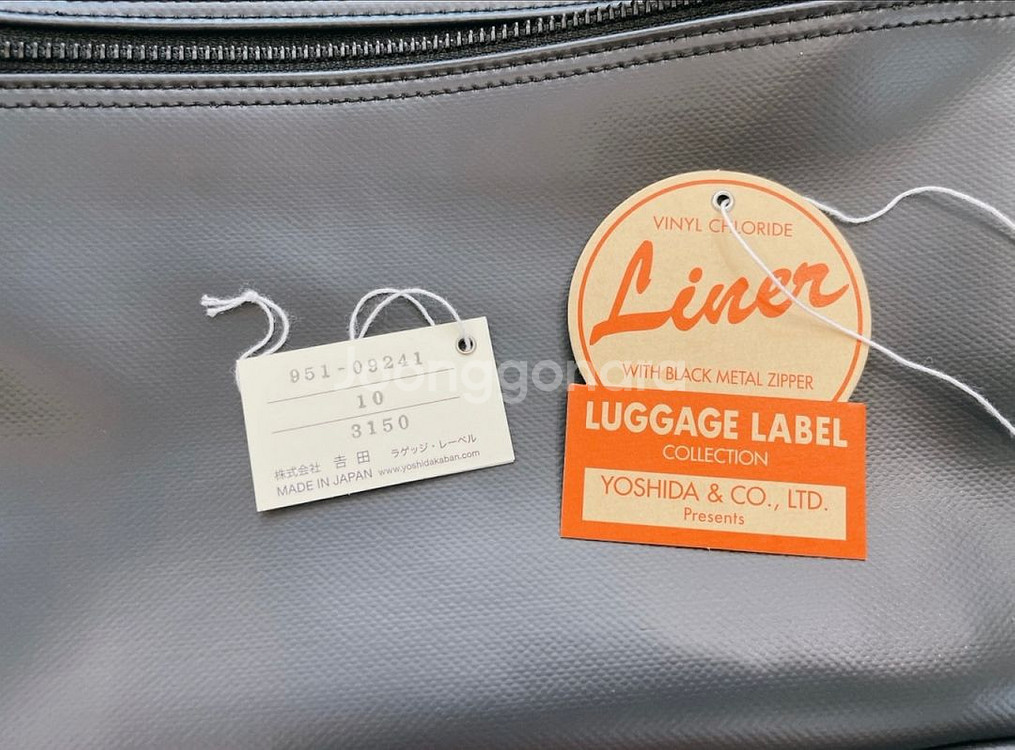 951-09241
10
3150
株式会社 吉田 ラゲッジ・レーベル
MADE IN JAPAN www.yoshidakaban.com
VINYL CHLORIDE
Liner
WITH BLACK METAL ZIPPER
LUGGAGE LABEL
COLLECTION
YOSHIDA & CO., LTD.
Presents
Joonggonara